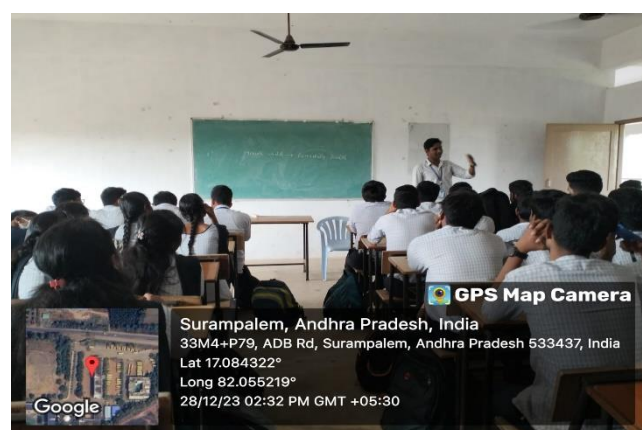 GPS Map Camera
Surampalem, Andhra Pradesh, India
33M4+P79, ADB Rd, Surampalem, Andhra Pradesh 533437, India
Lat 17.084322°
Long 82.055219°
28/12/23 02:32 PM GMT +05:30
Google